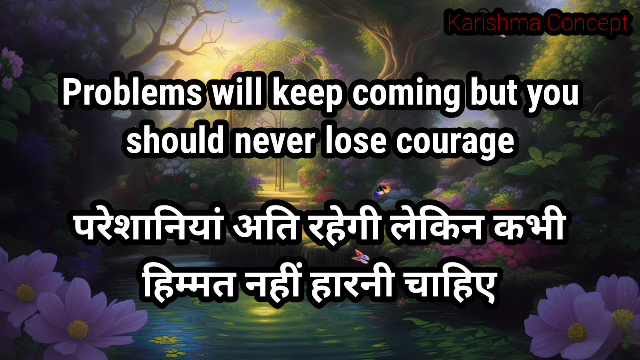 Karishma Concept
Problems will keep coming but you
should never lose courage
परेशानियां अति रहेगी लेकिन कभी
हिम्मत नहीं हारनी चाहिए